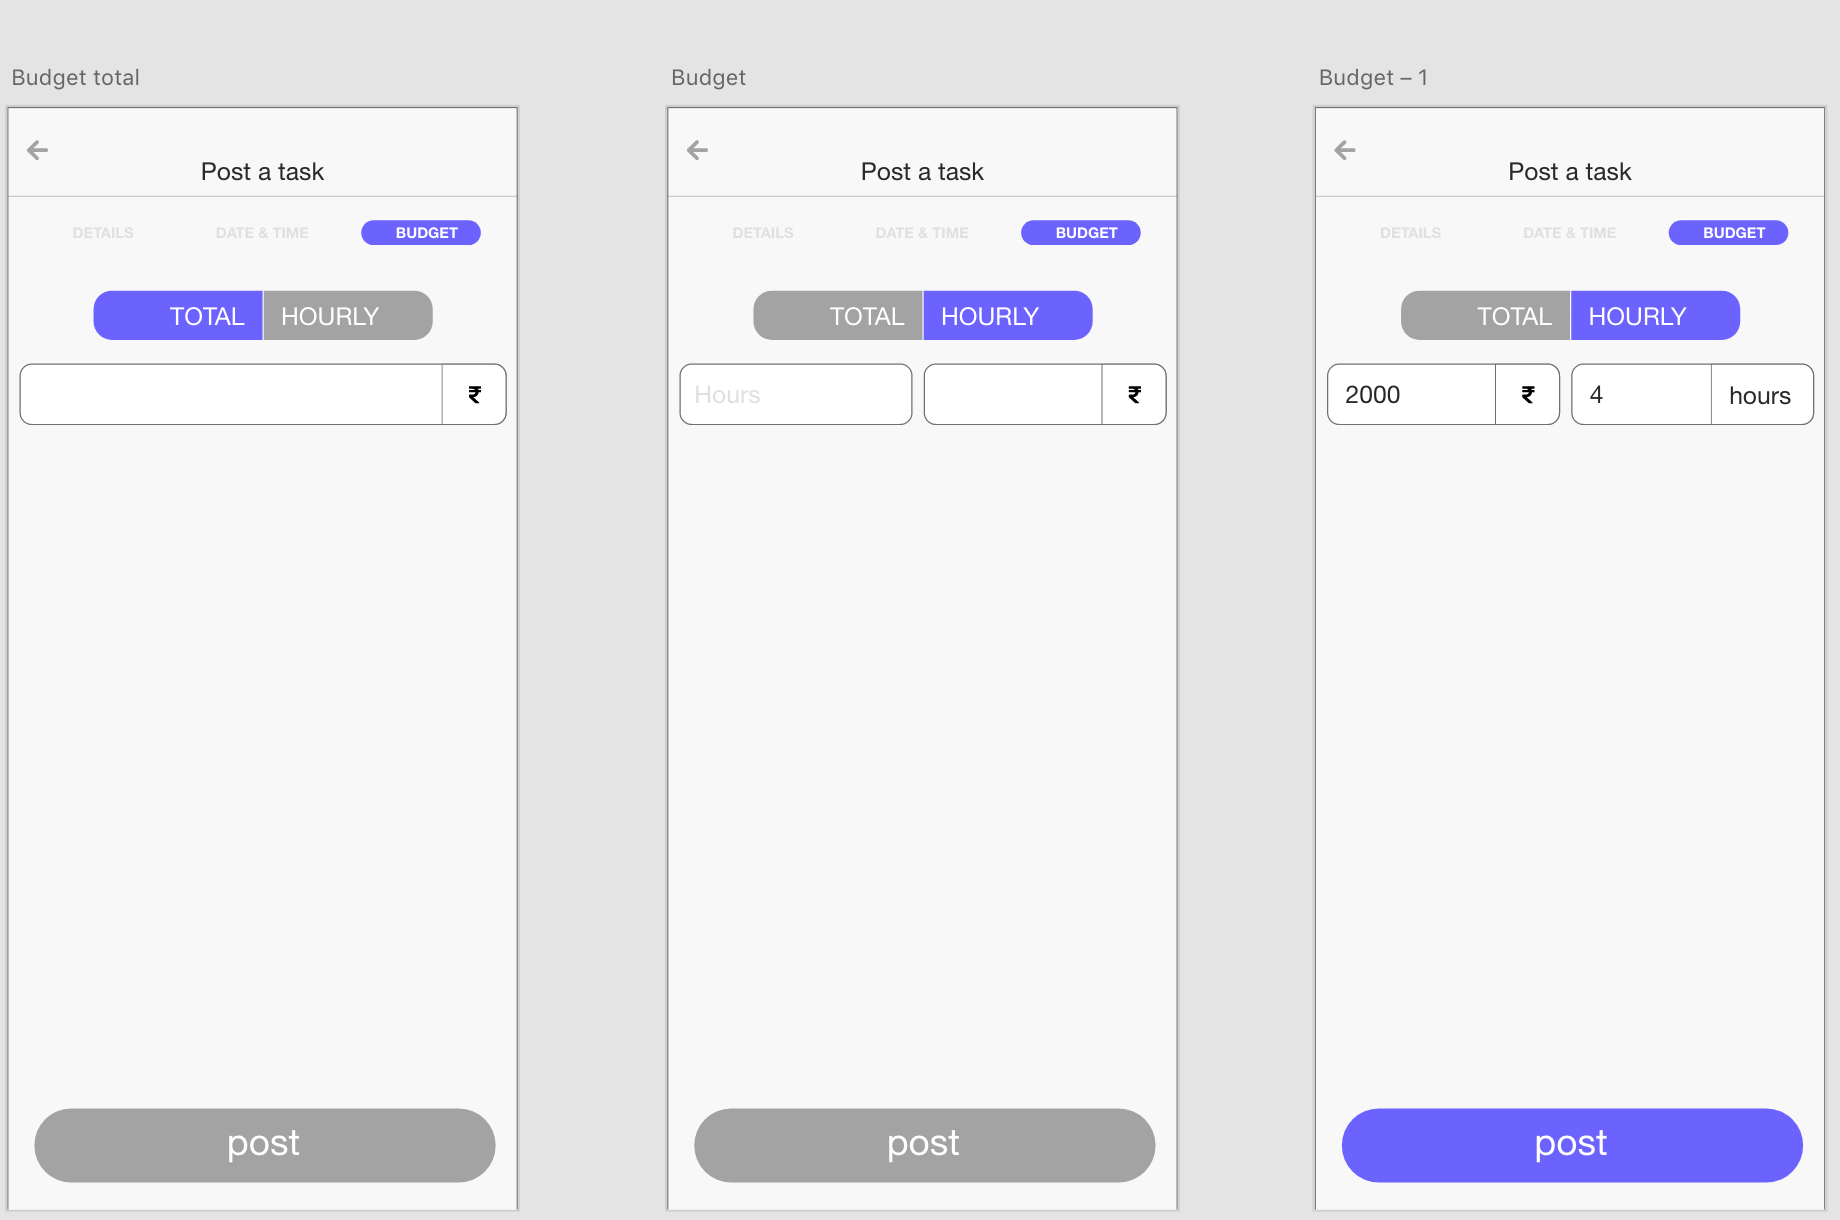 Budget total
Post a task
DETAILS DATE & TIME BUDGET
TOTAL HOURLY
₹
post
Budget
Post a task
DETAILS DATE & TIME BUDGET
TOTAL HOURLY
Hours ₹
post
Budget – 1
Post a task
DETAILS DATE & TIME BUDGET
TOTAL HOURLY
2000 ₹ 4 hours
post